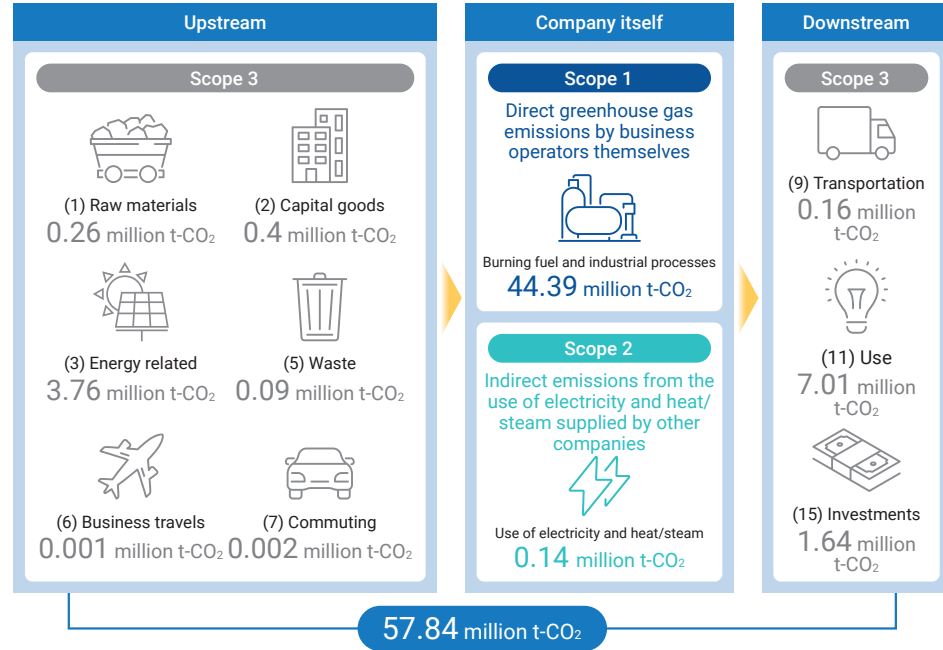 Upstream
Scope 3
(1) Raw materials
0.26 million t-CO₂
(2) Capital goods
0.4 million t-CO₂
(3) Energy related
3.76 million t-CO₂
(5) Waste
0.09 million t-CO₂
(6) Business travels
0.001 million t-CO₂
(7) Commuting
0.002 million t-CO₂
Company itself
Scope 1
Direct greenhouse gas
emissions by business
operators themselves
Burning fuel and industrial processes
44.39 million t-CO₂
Scope 2
Indirect emissions from the
use of electricity and heat/
steam supplied by other
companies
Use of electricity and heat/steam
0.14 million t-CO₂
Downstream
Scope 3
(9) Transportation
0.16 million
t-CO₂
(11) Use
7.01 million
t-CO₂
(15) Investments
1.64 million
t-CO₂
57.84 million t-CO₂